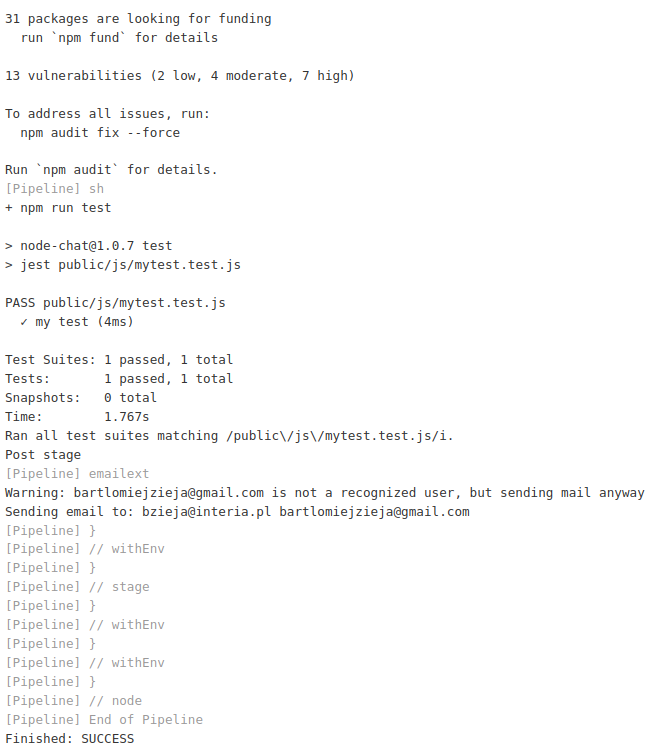 31 packages are looking for funding
  run `npm fund` for details

13 vulnerabilities (2 low, 4 moderate, 7 high)

To address all issues, run:
  npm audit fix --force

Run `npm audit` for details.
[Pipeline] sh
+ npm run test

> node-chat@1.0.7 test
> jest public/js/mytest.test.js

PASS public/js/mytest.test.js
  ✓ my test (4ms)

Test Suites: 1 passed, 1 total
Tests:       1 passed, 1 total
Snapshots:   0 total
Time:        1.767s
Ran all test suites matching /public\/js\/mytest.test.js/i.
Post stage
[Pipeline] emailext
Warning: bartlomiejzieja@gmail.com is not a recognized user, but sending mail anyway
Sending email to: bzieja@interia.pl bartlomiejzieja@gmail.com
[Pipeline] }
[Pipeline] // withEnv
[Pipeline] }
[Pipeline] // stage
[Pipeline] }
[Pipeline] // withEnv
[Pipeline] }
[Pipeline] // withEnv
[Pipeline] }
[Pipeline] // node
[Pipeline] End of Pipeline
Finished: SUCCESS